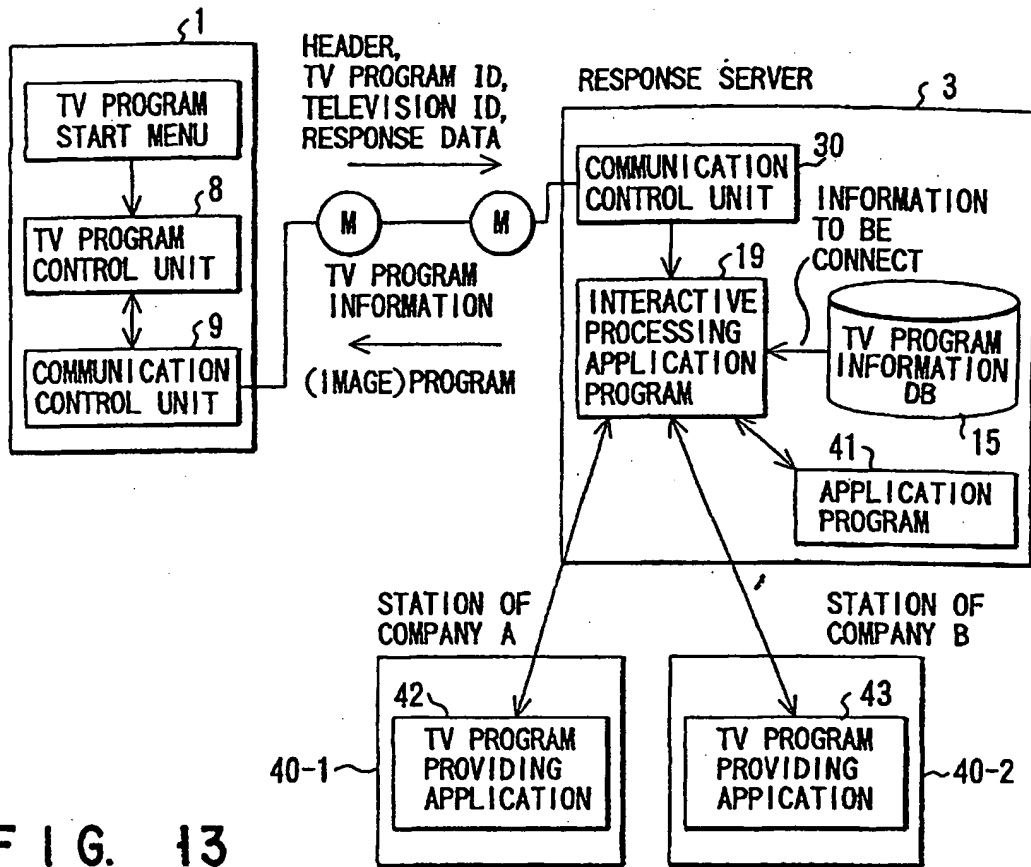 1
TV PROGRAM
START MENU
8
TV PROGRAM
CONTROL UNIT
9
COMMUNICATION
CONTROL UNIT
HEADER,
TV PROGRAM ID,
TELEVISION ID,
RESPONSE DATA
M
M
TV PROGRAM
INFORMATION
(IMAGE)PROGRAM
RESPONSE SERVER
3
COMMUNICATION
CONTROL UNIT
30
INFORMATION
TO BE
CONNECT
19
INTERACTIVE
PROCESSING
APPLICATION
PROGRAM
TV PROGRAM
INFORMATION
DB
15
41
APPLICATION
PROGRAM
STATION OF
COMPANY A
42
TV PROGRAM
PROVIDING
APPLICATION
40-1
STATION OF
COMPANY B
43
TV PROGRAM
PROVIDING
APPICATION
40-2
FIG. 13